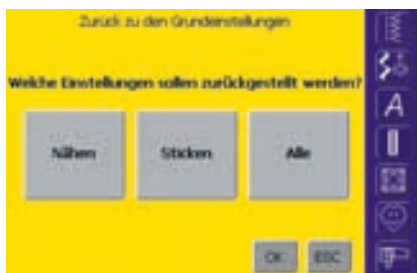 Zurück zu den Grundeinstellungen
Welche Einstellungen sollen zurückgestellt werden?
Nähen
Sticken
Alle
A
OK
ESC